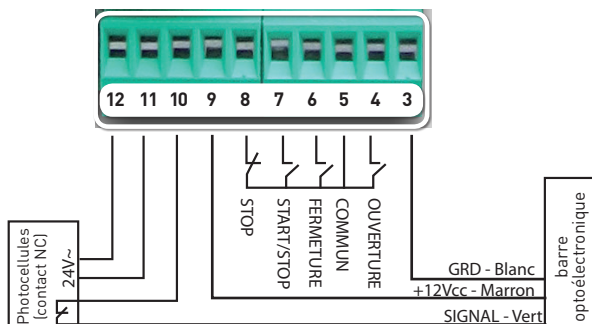 12 11 10 9 8 7 6 5 4 3
STOP
START/STOP
FERMETURE
COMMUN
OUVERTURE
Photocellules
(contact NC)
24V~
GRD - Blanc
+12Vcc - Marron
SIGNAL - Vert
barre
optoélectronique